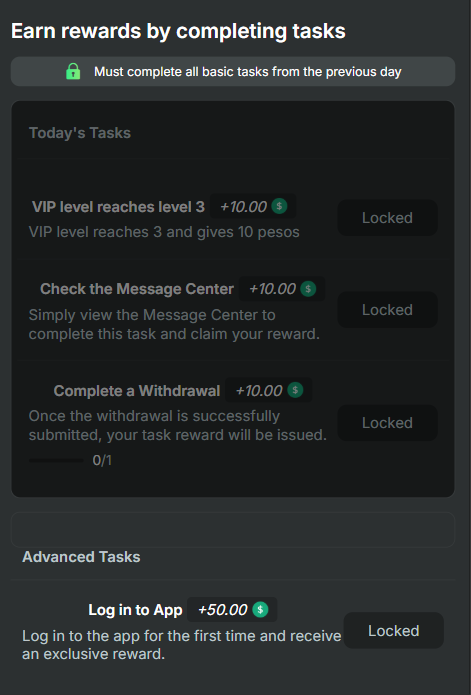 Earn rewards by completing tasks
Must complete all basic tasks from the previous day
Today's Tasks
VIP level reaches level 3 +10.00 $
VIP level reaches 3 and gives 10 pesos
Locked
Check the Message Center +10.00 $
Simply view the Message Center to
complete this task and claim your reward.
Locked
Complete a Withdrawal +10.00 $
Once the withdrawal is successfully
submitted, your task reward will be issued.
0/1
Locked
Advanced Tasks
Log in to App +50.00 $
Log in to the app for the first time and receive
an exclusive reward.
Locked